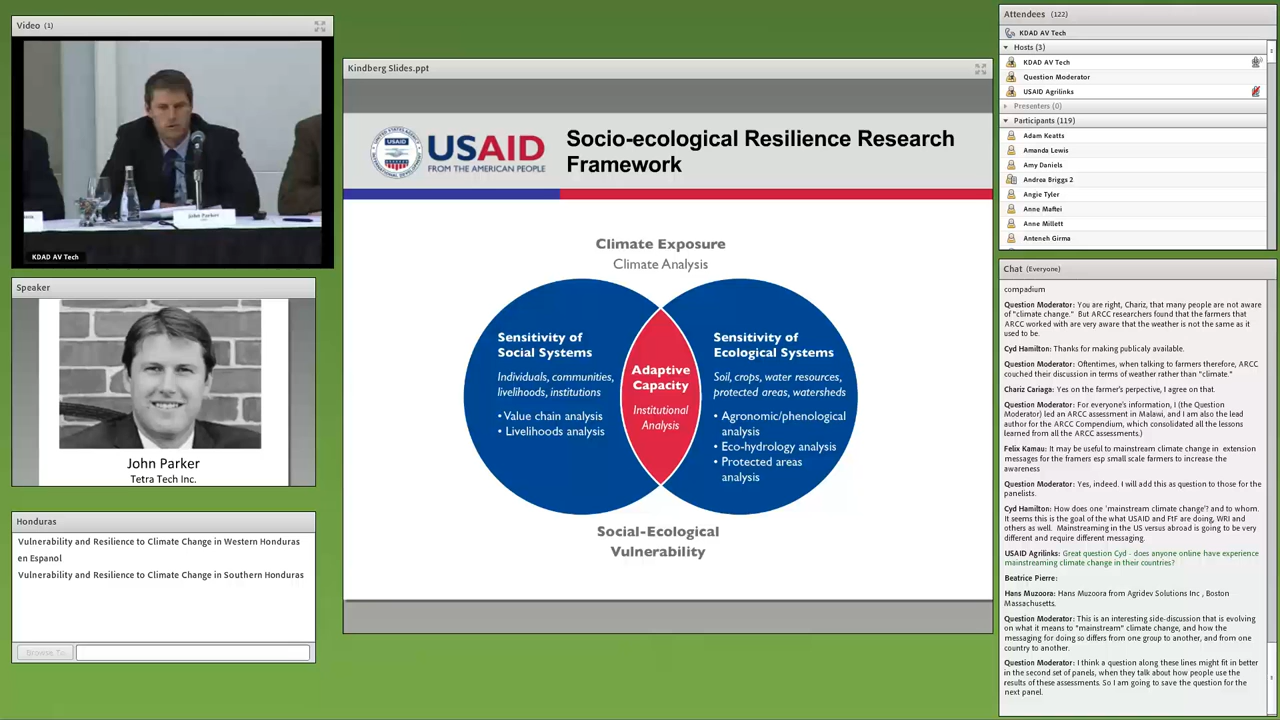 Video (1)
John Parker
KDAD AV Tech
Speaker
John Parker
Tetra Tech Inc.
Honduras
Vulnerability and Resilience to Climate Change in Western Honduras
en Espanol
Vulnerability and Resilience to Climate Change in Southern Honduras
Browse To
Kindberg Slides.ppt
USAID
USAID
FROM THE AMERICAN PEOPLE
Socio-ecological Resilience Research
Framework
Climate Exposure
Climate Analysis
Sensitivity of
Social Systems
Individuals, communities,
livelihoods, institutions
• Value chain analysis
• Livelihoods analysis
Adaptive
Capacity
Institutional
Analysis
Sensitivity of
Ecological Systems
Soil, crops, water resources,
protected areas, watersheds
• Agronomic/phenological
analysis
• Eco-hydrology analysis
• Protected areas
analysis
Social-Ecological
Vulnerability
Attendees (122)
KDAD AV Tech
Hosts (3)
KDAD AV Tech
Question Moderator
USAID Agrilinks
Presenters (0)
Participants (119)
Adam Keatts
Amanda Lewis
Amy Daniels
Andrea Briggs 2
Angie Tyler
Anne Maftei
Anne Millett
Anteneh Girma
Chat (Everyone)
compadium
Question Moderator: You are right, Chariz, that many people are not aware
of "climate change." But ARCC researchers found that the farmers that
ARCC worked with are very aware that the weather is not the same as it
used to be.
Cyd Hamilton: Thanks for making publicaly available.
Question Moderator: Oftentimes, when talking to farmers therefore, ARCC
couched their discussion in terms of weather rather than "climate."
Chariz Cariaga: Yes on the farmer's perpective, I agree on that.
Question Moderator: For everyone's information, I (the Question
Moderator) led an ARCC assessment in Malawi, and I am also the lead
author for the ARCC Compendium, which consolidated all the lessons
learned from all the ARCC assessments.)
Felix Kamau: It may be useful to mainstream climate change in extension
messages for the framers esp small scale farmers to increase the
awareness
Question Moderator: Yes, indeed. I will add this as question to those for the
panelists.
Cyd Hamilton: How does one 'mainstream climate change'? and to whom.
It seems this is the goal of the what USAID and FtF are doing, WRI and
others as well. Mainstreaming in the US versus abroad is going to be very
different and require different messaging.
USAID Agrilinks: Great question Cyd - does anyone online have experience
mainstreaming climate change in their countries?
Beatrice Pierre:
Hans Muzoora: Hans Muzoora from Agridev Solutions Inc , Boston
Massachusetts.
Question Moderator: This is an interesting side-discussion that is evolving
on what it means to "mainstream" climate change, and how the
messaging for doing so differs from one group to another, and from one
country to another.
Question Moderator: I think a question along these lines might fit in better
in the second set of panels, when they talk about how people use the
results of these assessments. So I am going to save the question for the
next panel.